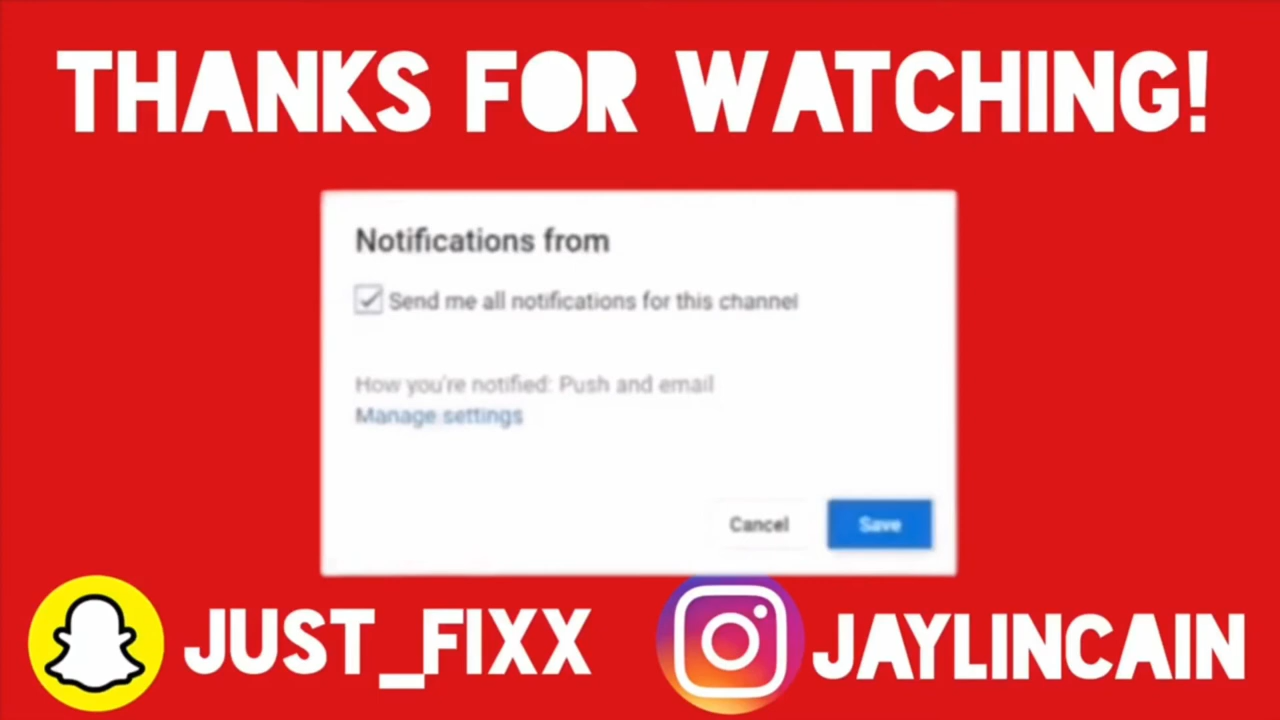 THANKS FOR WATCHING!
Notifications from
Send me all notifications for this channel
How you're notified: Push and email
Manage settings
Cancel Save
JUST_FIXX JAYLINCAIN